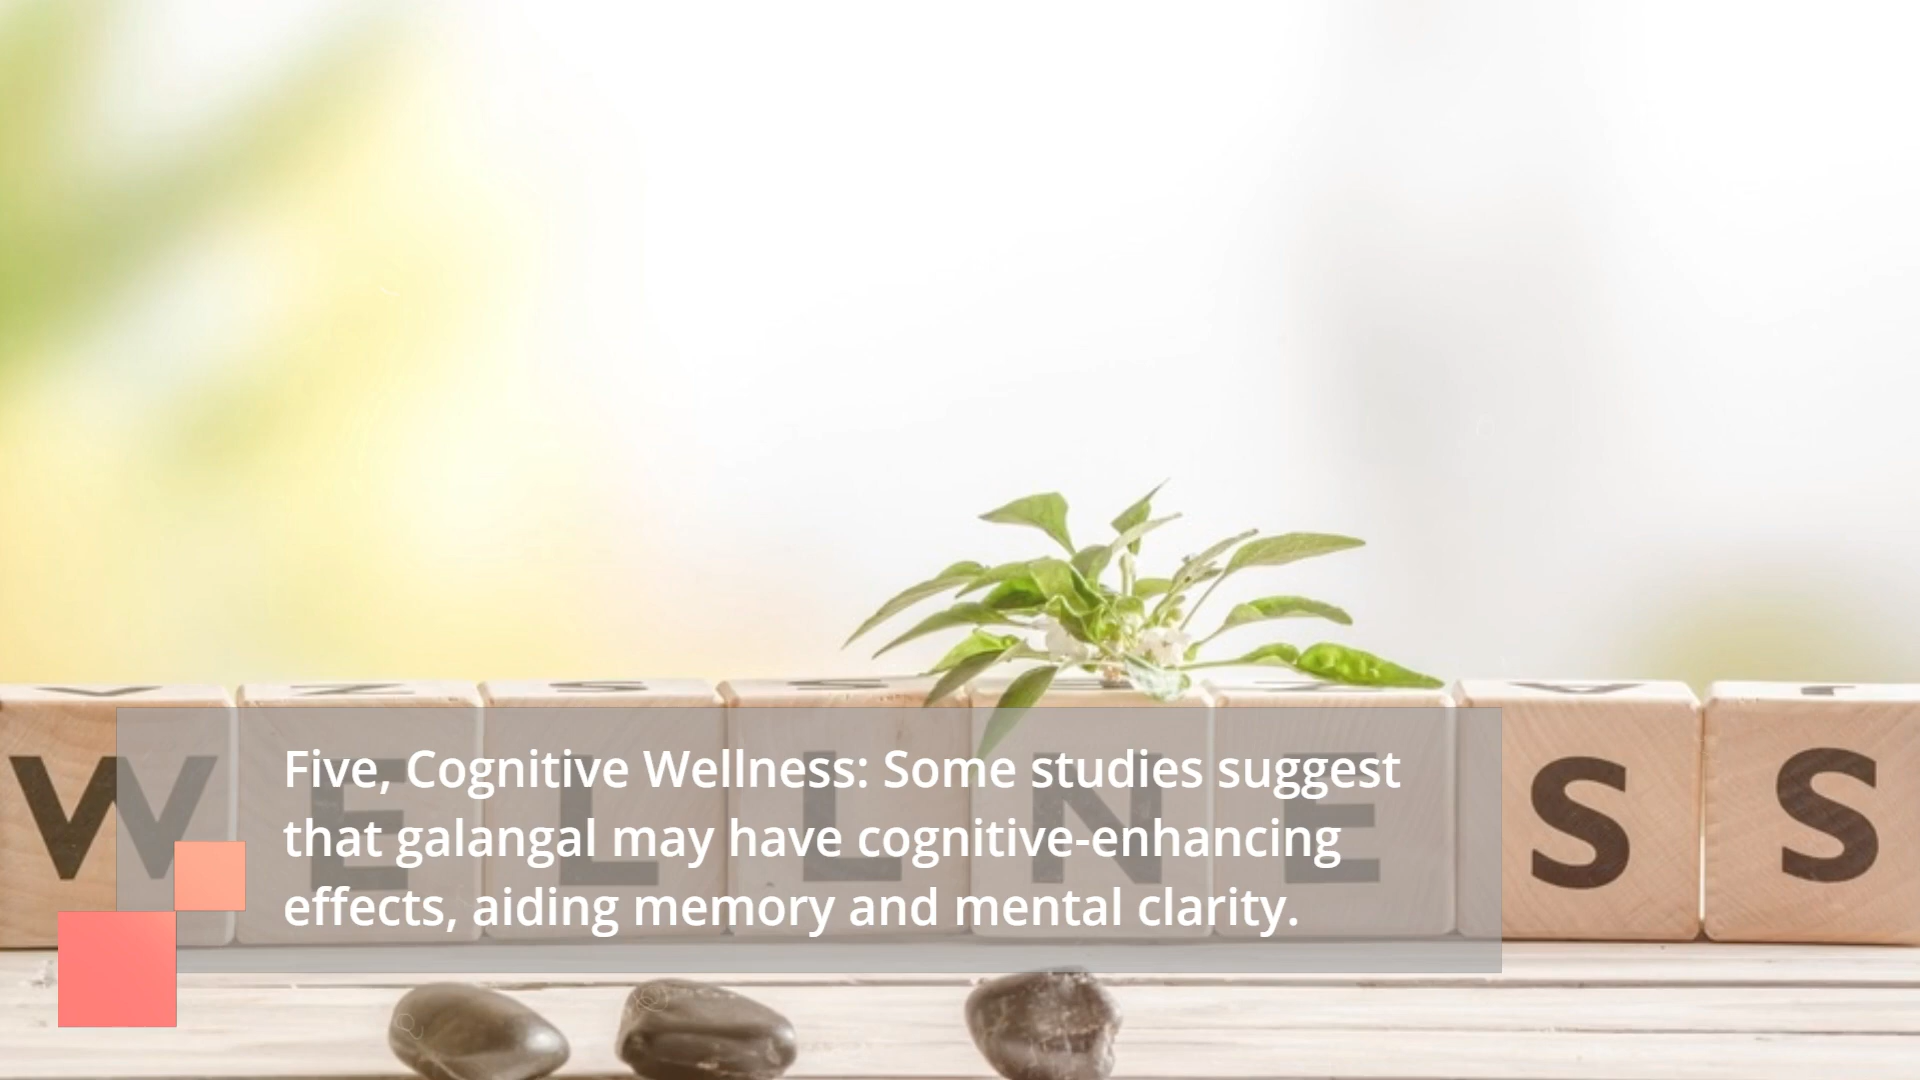 WELLNESS
Five, Cognitive Wellness: Some studies suggest
that galangal may have cognitive-enhancing
effects, aiding memory and mental clarity.